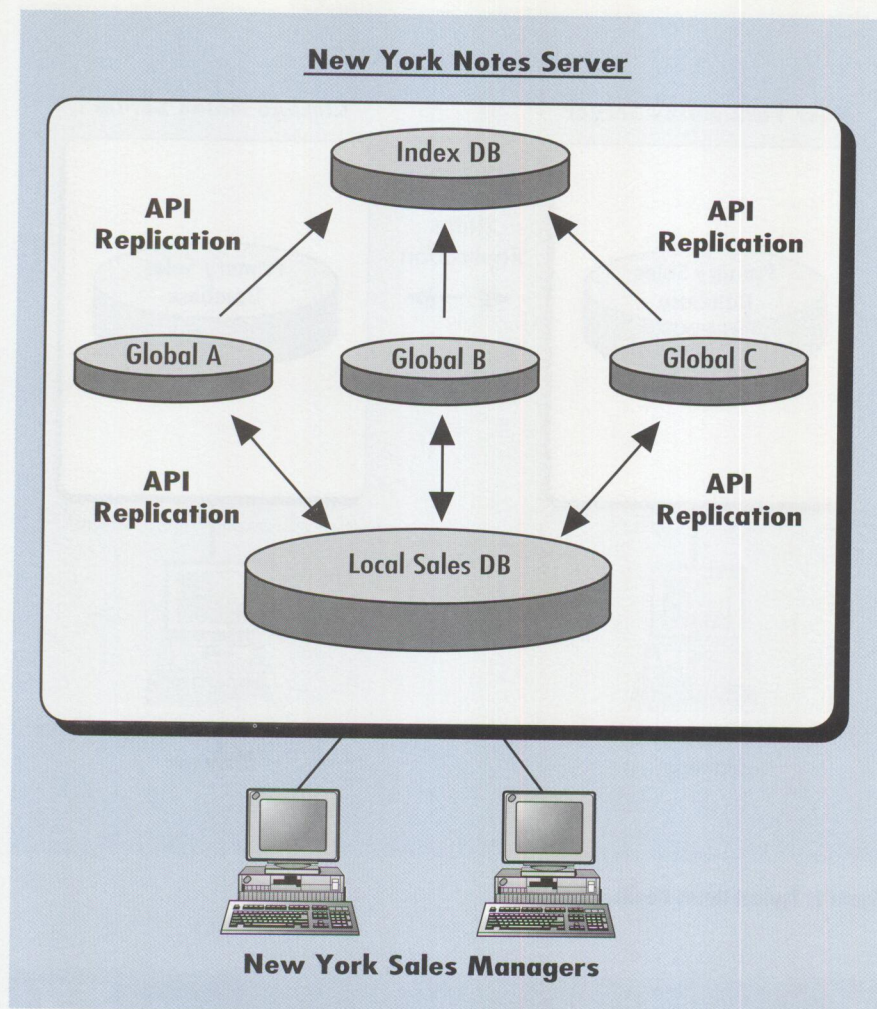 New York Notes Server
Index DB
API
Replication
API
Replication
Global A
Global B
Global C
API
Replication
API
Replication
Local Sales DB
New York Sales Managers